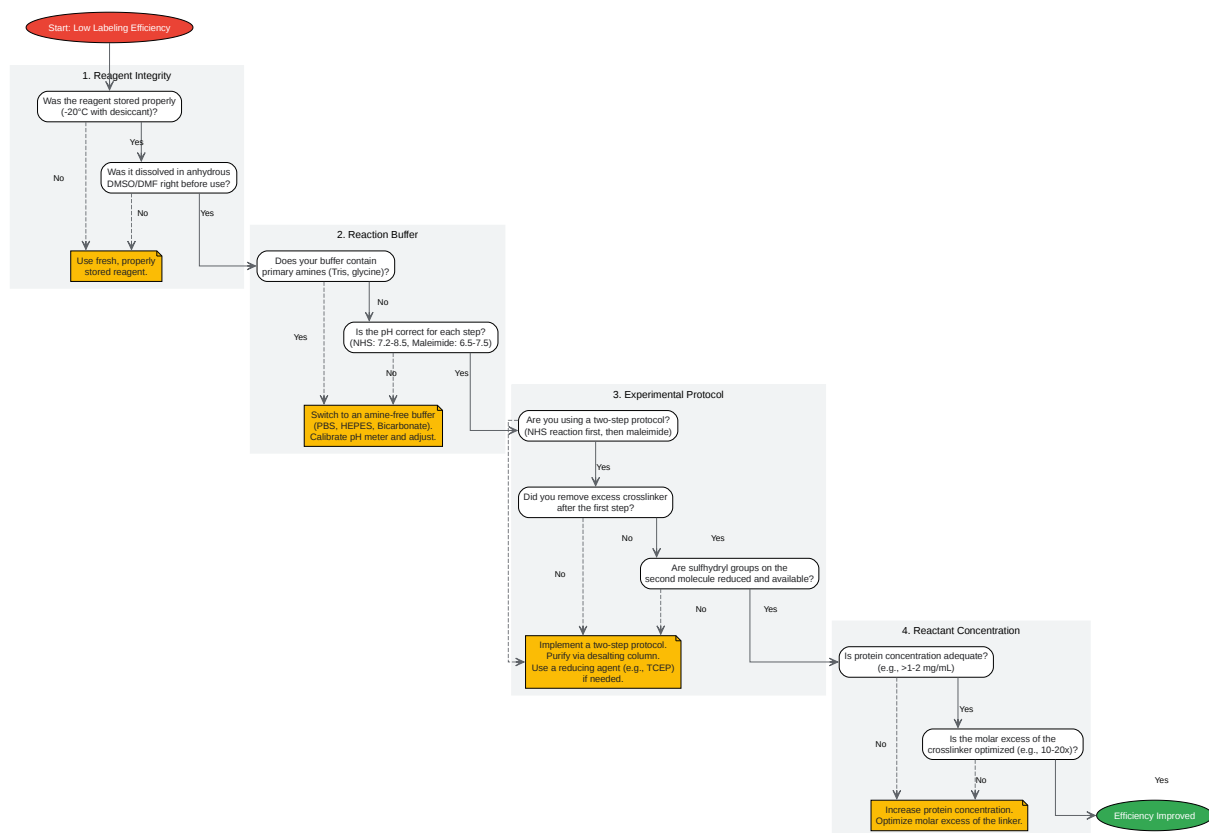 Start: Low Labeling Efficiency
1. Reagent Integrity
Was the reagent stored properly
(-20°C with desiccant)?
Yes
No
Was it dissolved in anhydrous
DMSO/DMF right before use?
No
Yes
Use fresh, properly
stored reagent.
2. Reaction Buffer
Does your buffer contain
primary amines (Tris, glycine)?
No
Yes
Is the pH correct for each step?
(NHS: 7.2-8.5, Maleimide: 6.5-7.5)
No
Yes
Switch to an amine-free buffer
(PBS, HEPES, Bicarbonate).
Calibrate pH meter and adjust.
3. Experimental Protocol
Are you using a two-step protocol?
(NHS reaction first, then maleimide)
Yes
Did you remove excess crosslinker
after the first step?
No
Yes
No
Are sulfhydryl groups on the
second molecule reduced and available?
No
Yes
Implement a two-step protocol.
Purify via desalting column.
Use a reducing agent (e.g., TCEP)
if needed.
4. Reactant Concentration
Is protein concentration adequate?
(e.g., >1-2 mg/mL)
Yes
No
Is the molar excess of the
crosslinker optimized (e.g., 10-20x)?
No
Yes
Increase protein concentration.
Optimize molar excess of the linker.
Efficiency Improved